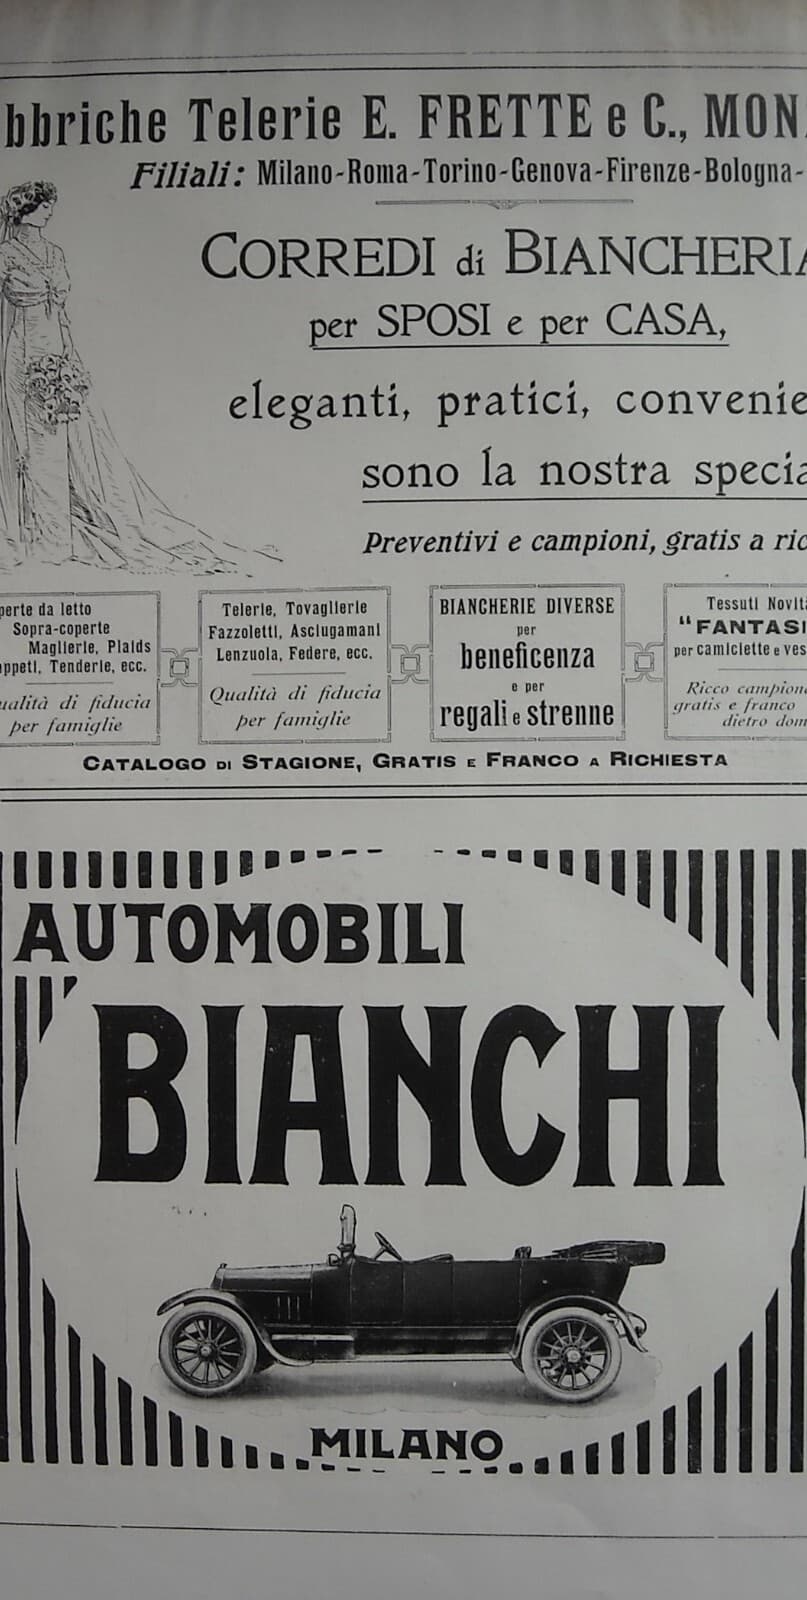 bbriche Telerie E. FRETTE e C., MON
Filiali: Milano-Roma-Torino-Genova-Firenze-Bologna-
CORREDI di BIANCHERIA
per SPOSI e per CASA,
eleganti, pratici, convenie
sono la nostra specia
Preventivi e campioni, gratis a ric
perte da letto
Sopra-coperte
Maglierie, Plaids
appeti, Tenderie, ecc.
ualità di fiducia
per famiglie
Telerie, Tovaglierie
Fazzoletti, Asciugamani
Lenzuola, Federe, ecc.
Qualità di fiducia
per famiglie
BIANCHERIE DIVERSE
per
beneficenza
e per
regali e strenne
Tessuti Novità
"FANTASI
per camiciette e ves
Ricco campion
gratis e franco
dietro dom
CATALOGO DI STAGIONE, GRATIS E FRANCO A RICHIESTA
AUTOMOBILI
BIANCHI
MILANO